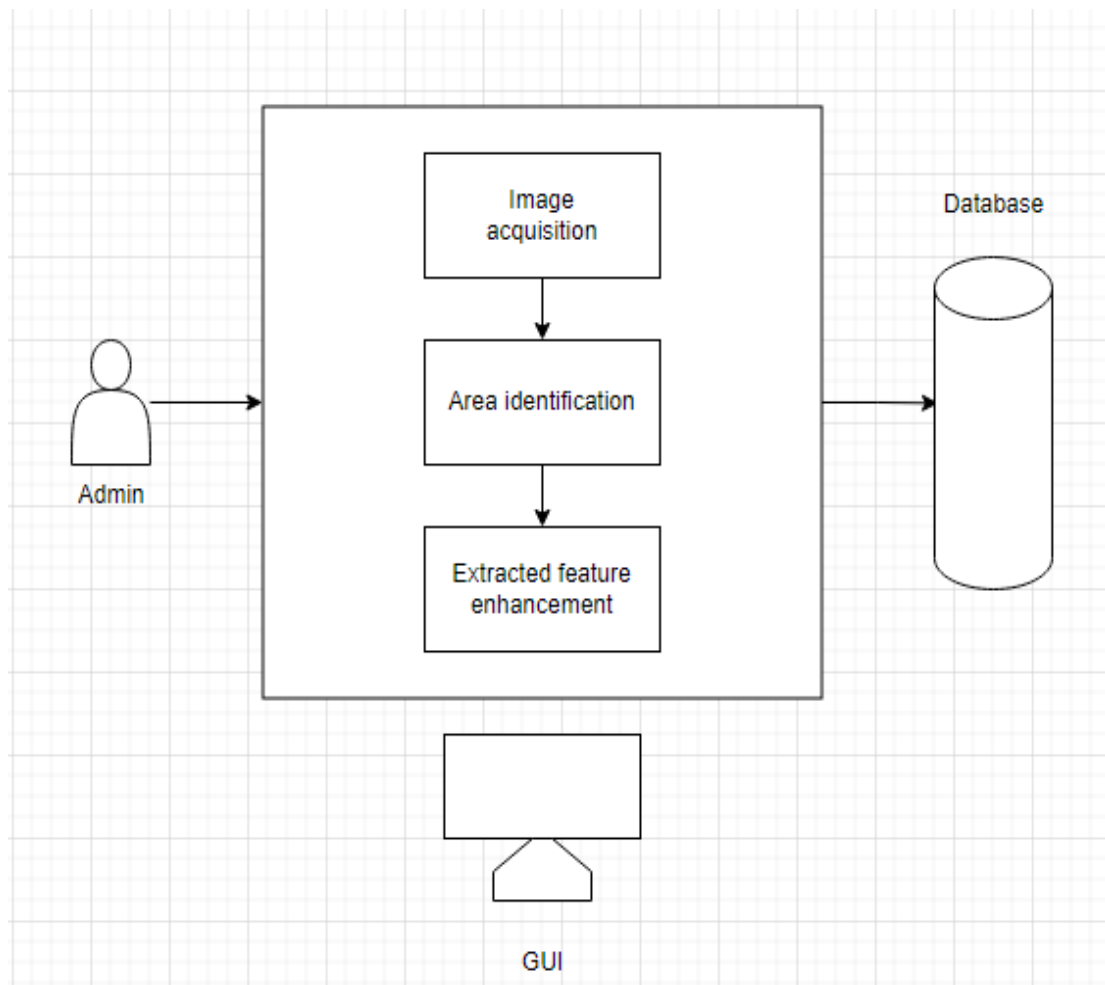 Image
acquisition
Database
Area identification
Admin
Extracted feature
enhancement
GUI